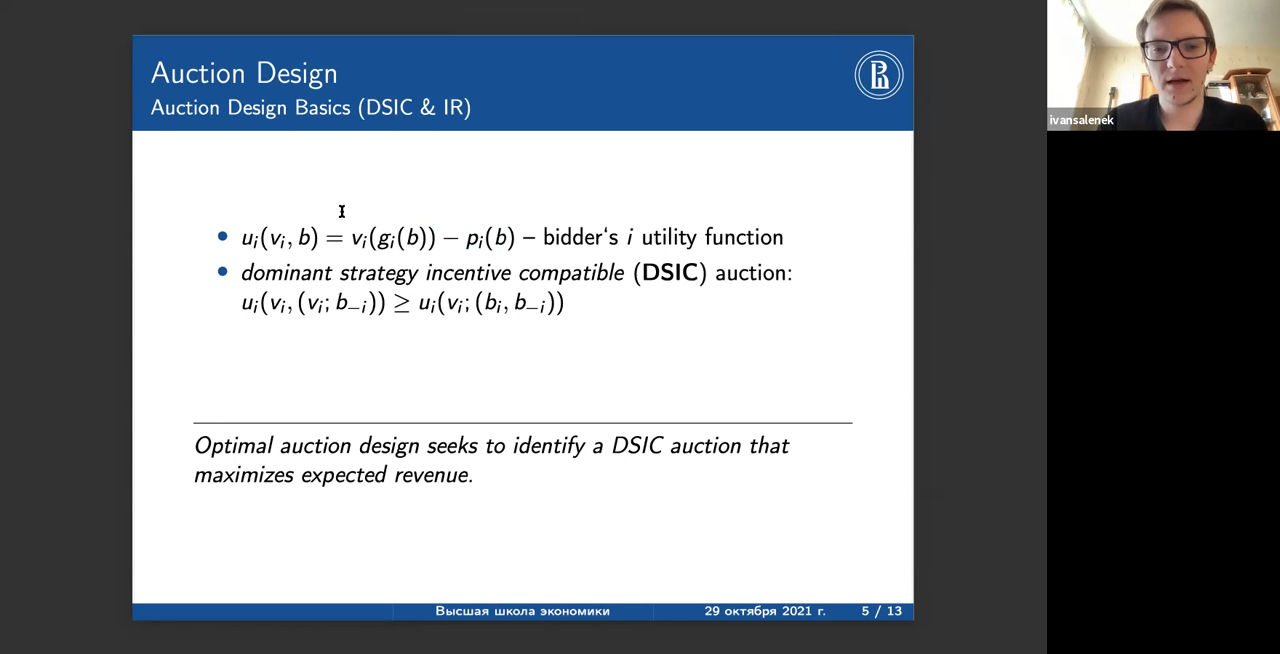 Auction Design
Auction Design Basics (DSIC & IR)
ivansalenek
• uᵢ(vᵢ, b) = vᵢ(gᵢ(b)) − pᵢ(b) – bidder‘s i utility function
• dominant strategy incentive compatible (DSIC) auction:
uᵢ(vᵢ, (vᵢ; b₋ᵢ)) ≥ uᵢ(vᵢ; (bᵢ, b₋ᵢ))
Optimal auction design seeks to identify a DSIC auction that
maximizes expected revenue.
Высшая школа экономики 29 октября 2021 г. 5 / 13